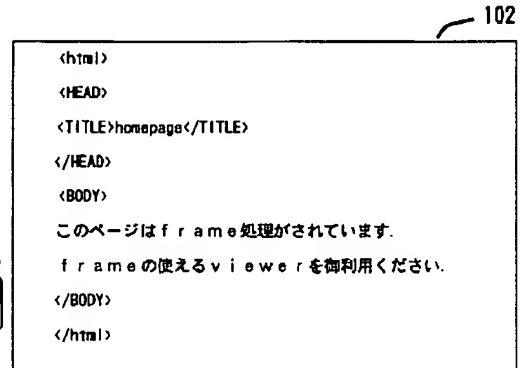 102
<html>
<HEAD>
<TITLE>homepage</TITLE>
</HEAD>
<BODY>
このページはｆｒａｍｅ処理がされています.
ｆｒａｍｅの使えるｖｉｅｗｅｒを御利用ください.
</BODY>
</html>